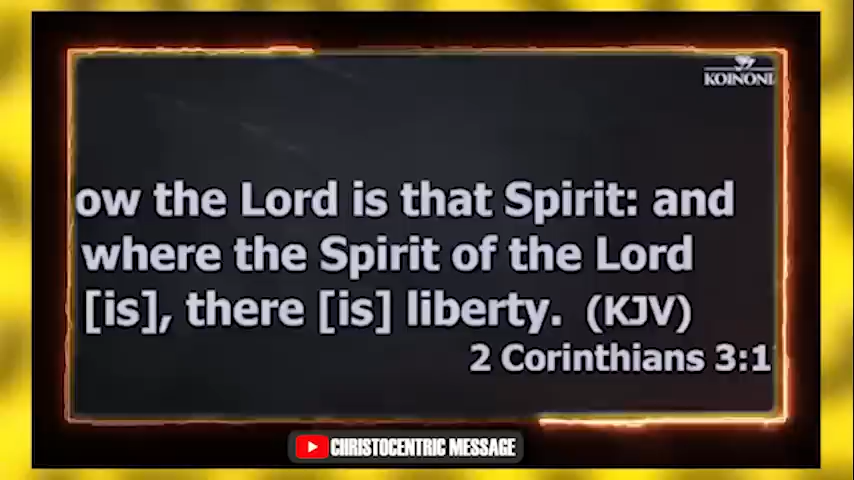 KOINONI
ow the Lord is that Spirit: and
where the Spirit of the Lord
[is], there [is] liberty. (KJV)
2 Corinthians 3:1
CHRISTOCENTRIC MESSAGE